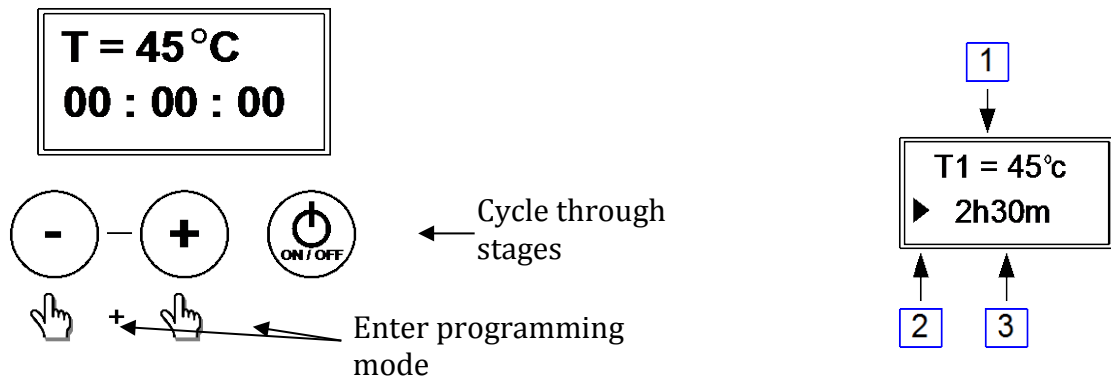 T = 45°C
00 : 00 : 00
- +
ON / OFF
Cycle through
stages
+
Enter programming
mode
1
T1 = 45°c
2h30m
2
3